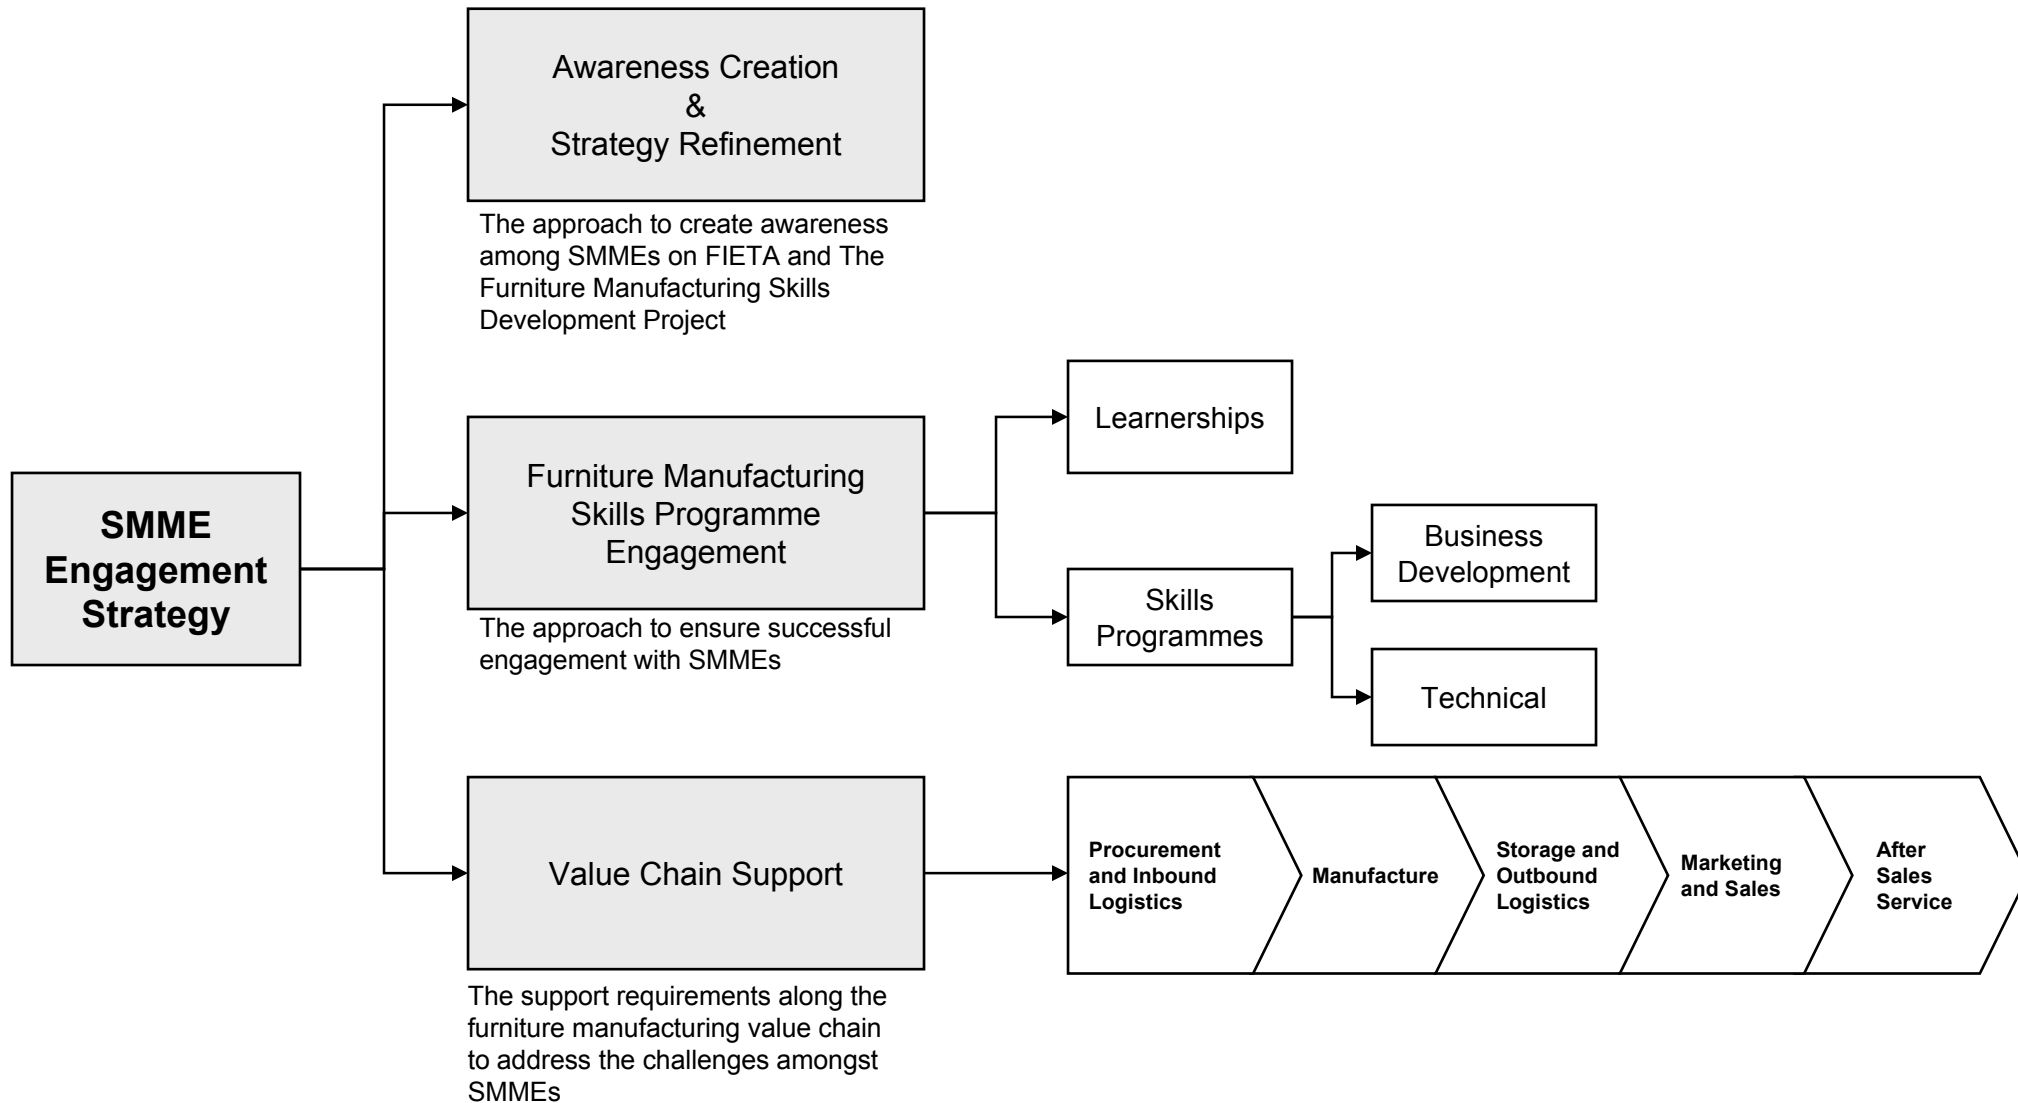 Awareness Creation
&
Strategy Refinement
The approach to create awareness
among SMMEs on FIETA and The
Furniture Manufacturing Skills
Development Project
SMME
Engagement
Strategy
Furniture Manufacturing
Skills Programme
Engagement
The approach to ensure successful
engagement with SMMEs
Learnerships
Skills
Programmes
Business
Development
Technical
Value Chain Support
The support requirements along the
furniture manufacturing value chain
to address the challenges amongst
SMMEs
Procurement
and Inbound
Logistics
Manufacture
Storage and
Outbound
Logistics
Marketing
and Sales
After
Sales
Service